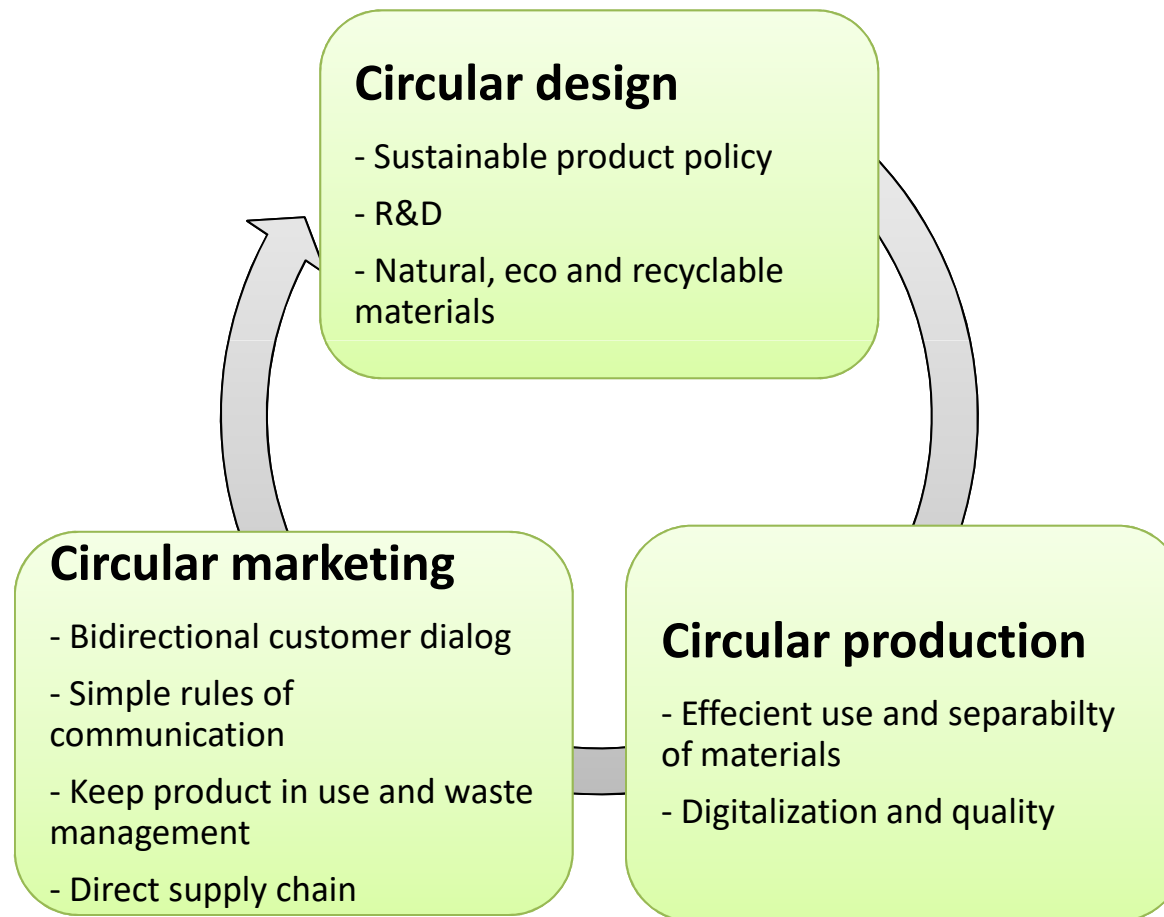 Circular design
- Sustainable product policy
- R&D
- Natural, eco and recyclable
materials
Circular marketing
- Bidirectional customer dialog
- Simple rules of
communication
- Keep product in use and waste
management
- Direct supply chain
Circular production
- Effecient use and separabilty
of materials
- Digitalization and quality